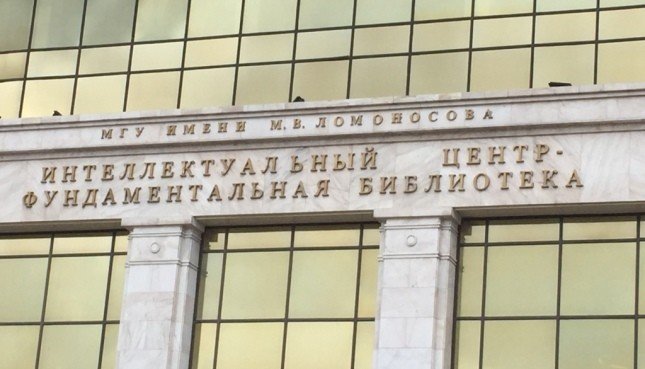 МГУ ИМЕНИ М.В.ЛОМОНОСОВА
ИНТЕЛЛЕКТУАЛЬНЫЙ ЦЕНТР-
ФУНДАМЕНТАЛЬНАЯ БИБЛИОТЕКА